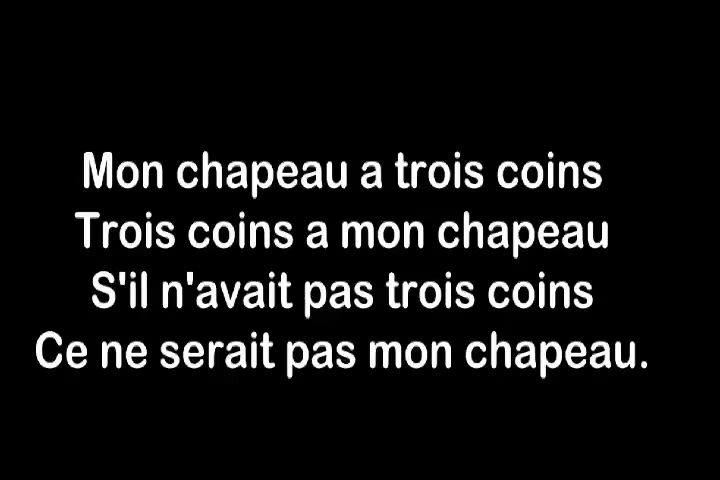 Mon chapeau a trois coins
Trois coins a mon chapeau
S'il n'avait pas trois coins
Ce ne serait pas mon chapeau.